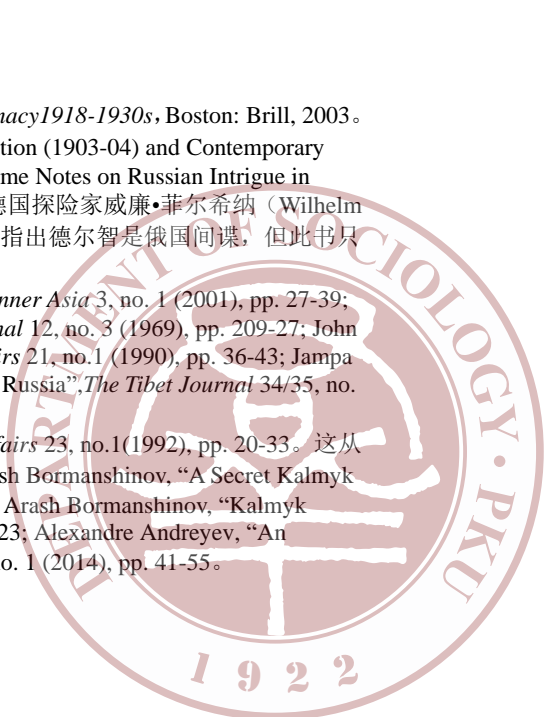 macy1918-1930s，Boston: Brill, 2003。
tion (1903-04) and Contemporary
me Notes on Russian Intrigue in
德国探险家威廉•菲尔希纳（Wilhelm
指出德尔智是俄国间谍，但此书只
nner Asia 3, no. 1 (2001), pp. 27-39;
nal 12, no. 3 (1969), pp. 209-27; John
irs 21, no.1 (1990), pp. 36-43; Jampa
Russia”,The Tibet Journal 34/35, no.
ffairs 23, no.1(1992), pp. 20-33。这从
sh Bormanshinov, “A Secret Kalmyk
Arash Bormanshinov, “Kalmyk
23; Alexandre Andreyev, “An
o. 1 (2014), pp. 41-55。
DEPARTMENT OF SOCIOLOGY · PKU
1922